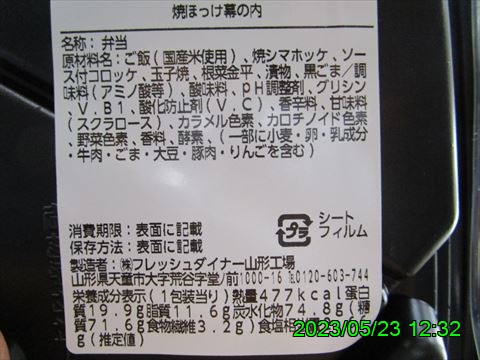 焼ほっけ幕の内
名称:弁当
原材料名:ご飯(国産米使用)、焼シマホッケ、ソー
ス付コロッケ、玉子焼、根菜金平、漬物、黒ごま/調
味料(アミノ酸等)、酸味料、pH調整剤、グリシン
、V.B1、酸化防止剤(V.C)、香辛料、甘味料
(スクラロース)、カラメル色素、カロチノイド色素
、野菜色素、香料、酵素、(一部に小麦・卵・乳成分
・牛肉・ごま・大豆・豚肉・りんごを含む)
消費期限:表面に記載
保存方法:表面に記載
プラ
シート
フィルム
製造者:㈱フレッシュダイナー山形工場
山形県天童市大字荒谷字堂ノ前1000-16 ☎0120-603-744
栄養成分表示(1包装当り)熱量477kcal蛋白
質19.9g脂質11.6g炭水化物74.8g(糖
質71.6g食物繊維3.2g)食塩相
g(推定値)
2023/05/23 12:32